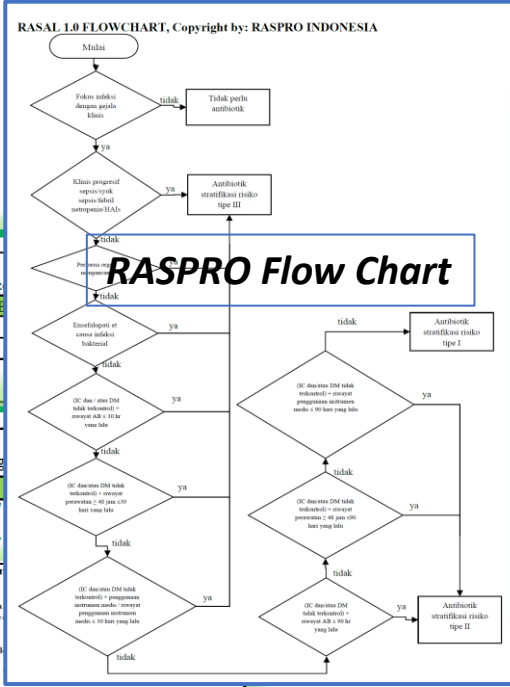 RASAL 1.0 FLOWCHART, Copyright by: RASPRO INDONESIA
Mulai
Fokus infeksi
dengan gejala
klinis
tidak
Tidak perlu
antibiotik
ya
Klinis progresif
sepsis/syok
sepsis/febril
netropenis/HAIs
ya
Antibiotik
stratifikasi risiko
tipe III
tidak
RASPRO Flow Chart
tidak
Ensefalopati et
causa infeksi
bakterial
ya
tidak
(IC dan / atau DM
tidak terkontrol) +
riwayat AB ≤ 30 hr
yang lalu
ya
tidak
(IC dan/atau DM tidak
terkontrol) + riwayat
perawatan ≥ 48 jam ≤30
hari yang lalu
ya
tidak
(IC dan/atau DM tidak
terkontrol) + penggunaan
instrumen medis / riwayat
penggunaan instrumen
medis ≤ 30 hari yang lalu
ya
tidak
tidak
Antibiotik
stratifikasi risiko
tipe I
(IC dan/atau DM tidak
terkontrol) + riwayat
penggunaan instrumen
medis ≤ 90 hari yang lalu
ya
tidak
(IC dan/atau DM tidak
terkontrol) + riwayat
perawatan ≥ 48 jam ≤90
hari yang lalu
ya
tidak
(IC dan/atau DM
tidak terkontrol) +
riwayat AB ≤ 90 hr
yang lalu
ya
Antibiotik
stratifikasi risiko
tipe II